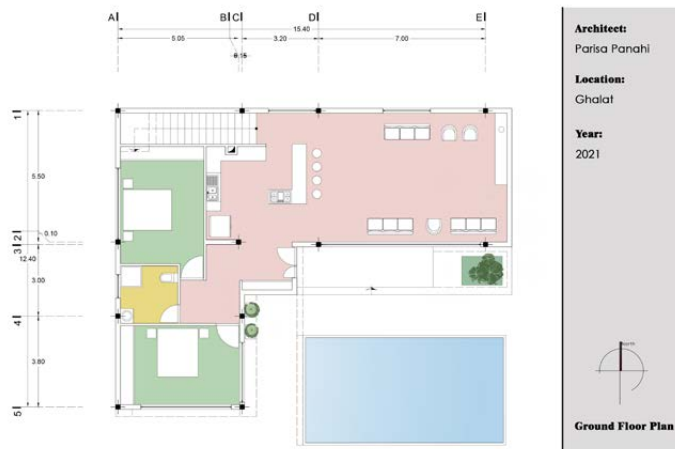 A B C D E
15.40
5.05 3.20 7.00
0.15
1
5.50
2
0.10
3
12.40
3.00
4
3.80
5
Architect:
Parisa Panahi
Location:
Ghalat
Year:
2021
North
Ground Floor Plan